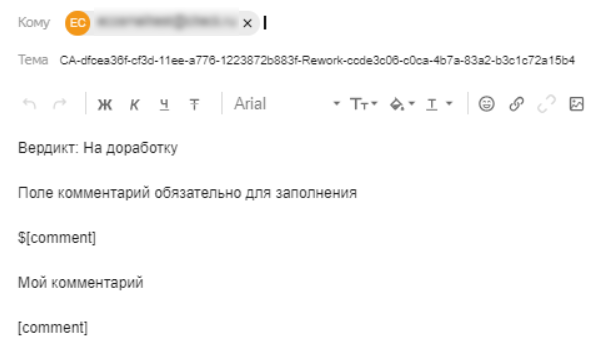 Кому EC
Тема CA-dfcea36f-cf3d-11ee-a776-1223872b883f-Rework-ccde3c06-c0ca-4b7a-83a2-b3c1c72a15b4
Ж К Ч Т Arial Тт Т
Вердикт: На доработку
Поле комментарий обязательно для заполнения
$[comment]
Мой комментарий
[comment]